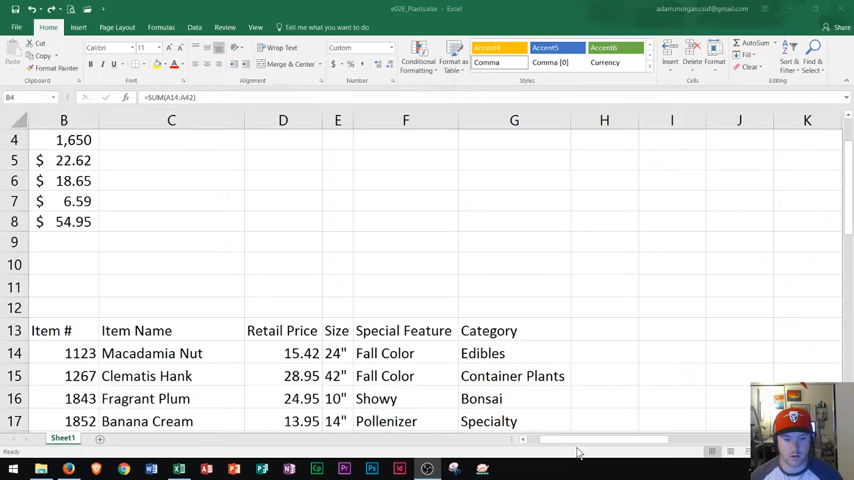 e02E_Plants.xlsx - Excel
adam.morgan.csuf@gmail.com
File Home Insert Page Layout Formulas Data Review View Tell me what you want to do Share
Cut
Copy
Format Painter
Paste
Clipboard
Calibri 11
B I U
Font
Wrap Text
Merge & Center
Alignment
Custom
$ % ,
Number
Conditional Formatting
Format as Table
Accent4 Accent5 Accent6
Comma Comma [0] Currency
Styles
Insert Delete Format
Cells
AutoSum
Fill
Clear
Sort & Filter
Find & Select
Editing
B4 fx =SUM(A14:A42)
B C D E F G H I J K
4 1,650
5 $ 22.62
6 $ 18.65
7 $ 6.59
8 $ 54.95
9
10
11
12
13 Item # Item Name Retail Price Size Special Feature Category
14 1123 Macadamia Nut 15.42 24" Fall Color Edibles
15 1267 Clematis Hank 28.95 42" Fall Color Container Plants
16 1843 Fragrant Plum 24.95 10" Showy Bonsai
17 1852 Banana Cream 13.95 14" Pollenizer Specialty
Sheet1
Ready